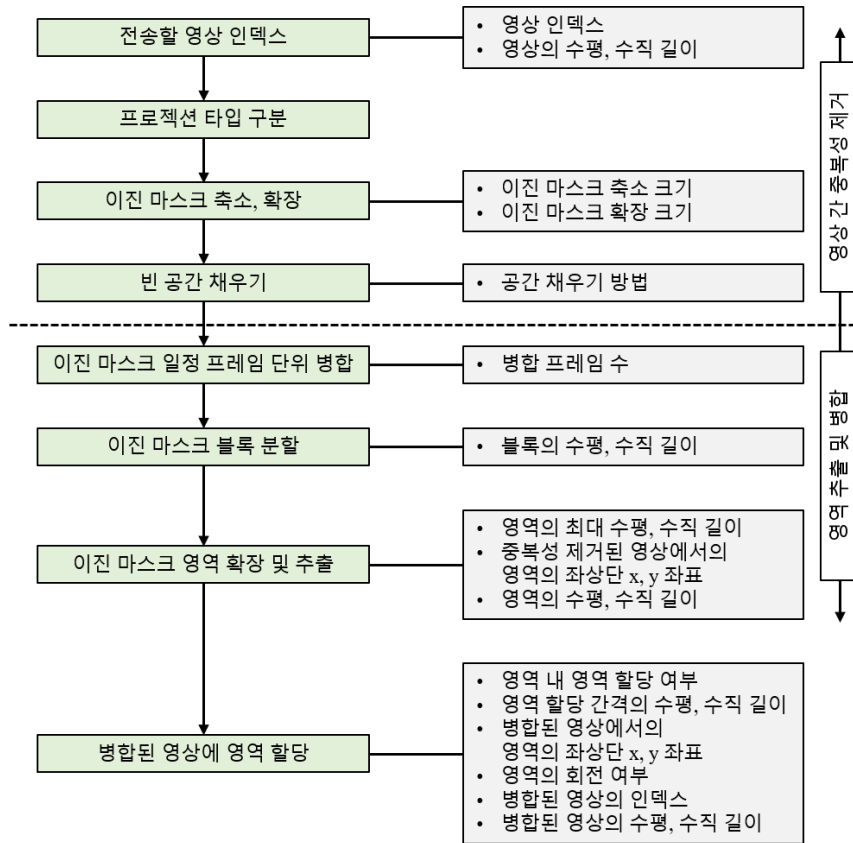 전송할 영상 인덱스
• 영상 인덱스
• 영상의 수평, 수직 길이
프로젝션 타입 구분
이진 마스크 축소, 확장
• 이진 마스크 축소 크기
• 이진 마스크 확장 크기
빈 공간 채우기
• 공간 채우기 방법
영상 간 중복성 제거
이진 마스크 일정 프레임 단위 병합
• 병합 프레임 수
이진 마스크 블록 분할
• 블록의 수평, 수직 길이
이진 마스크 영역 확장 및 추출
• 영역의 최대 수평, 수직 길이
• 중복성 제거된 영상에서의
영역의 좌상단 x, y 좌표
• 영역의 수평, 수직 길이
영역 추출 및 병합
병합된 영상에 영역 할당
• 영역 내 영역 할당 여부
• 영역 할당 간격의 수평, 수직 길이
• 병합된 영상에서의
영역의 좌상단 x, y 좌표
• 영역의 회전 여부
• 병합된 영상의 인덱스
• 병합된 영상의 수평, 수직 길이